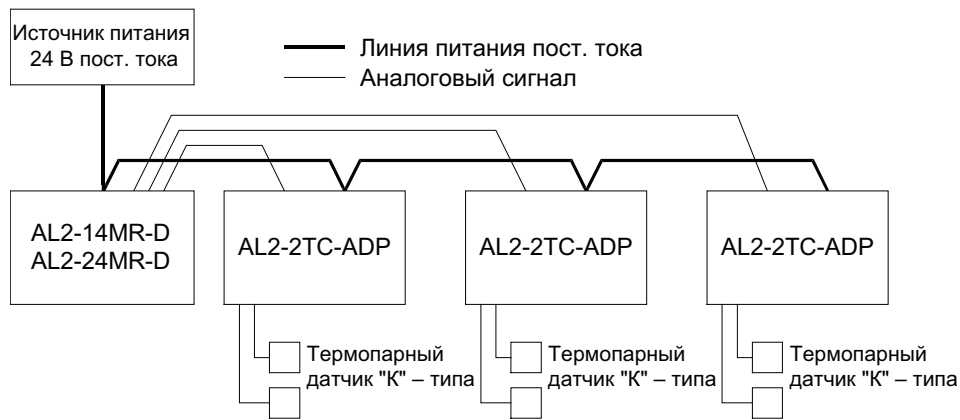 Источник питания
24 В пост. тока
Линия питания пост. тока
Аналоговый сигнал
AL2-14MR-D
AL2-24MR-D
AL2-2TC-ADP
AL2-2TC-ADP
AL2-2TC-ADP
Термопарный
датчик "К" – типа
Термопарный
датчик "К" – типа
Термопарный
датчик "К" – типа